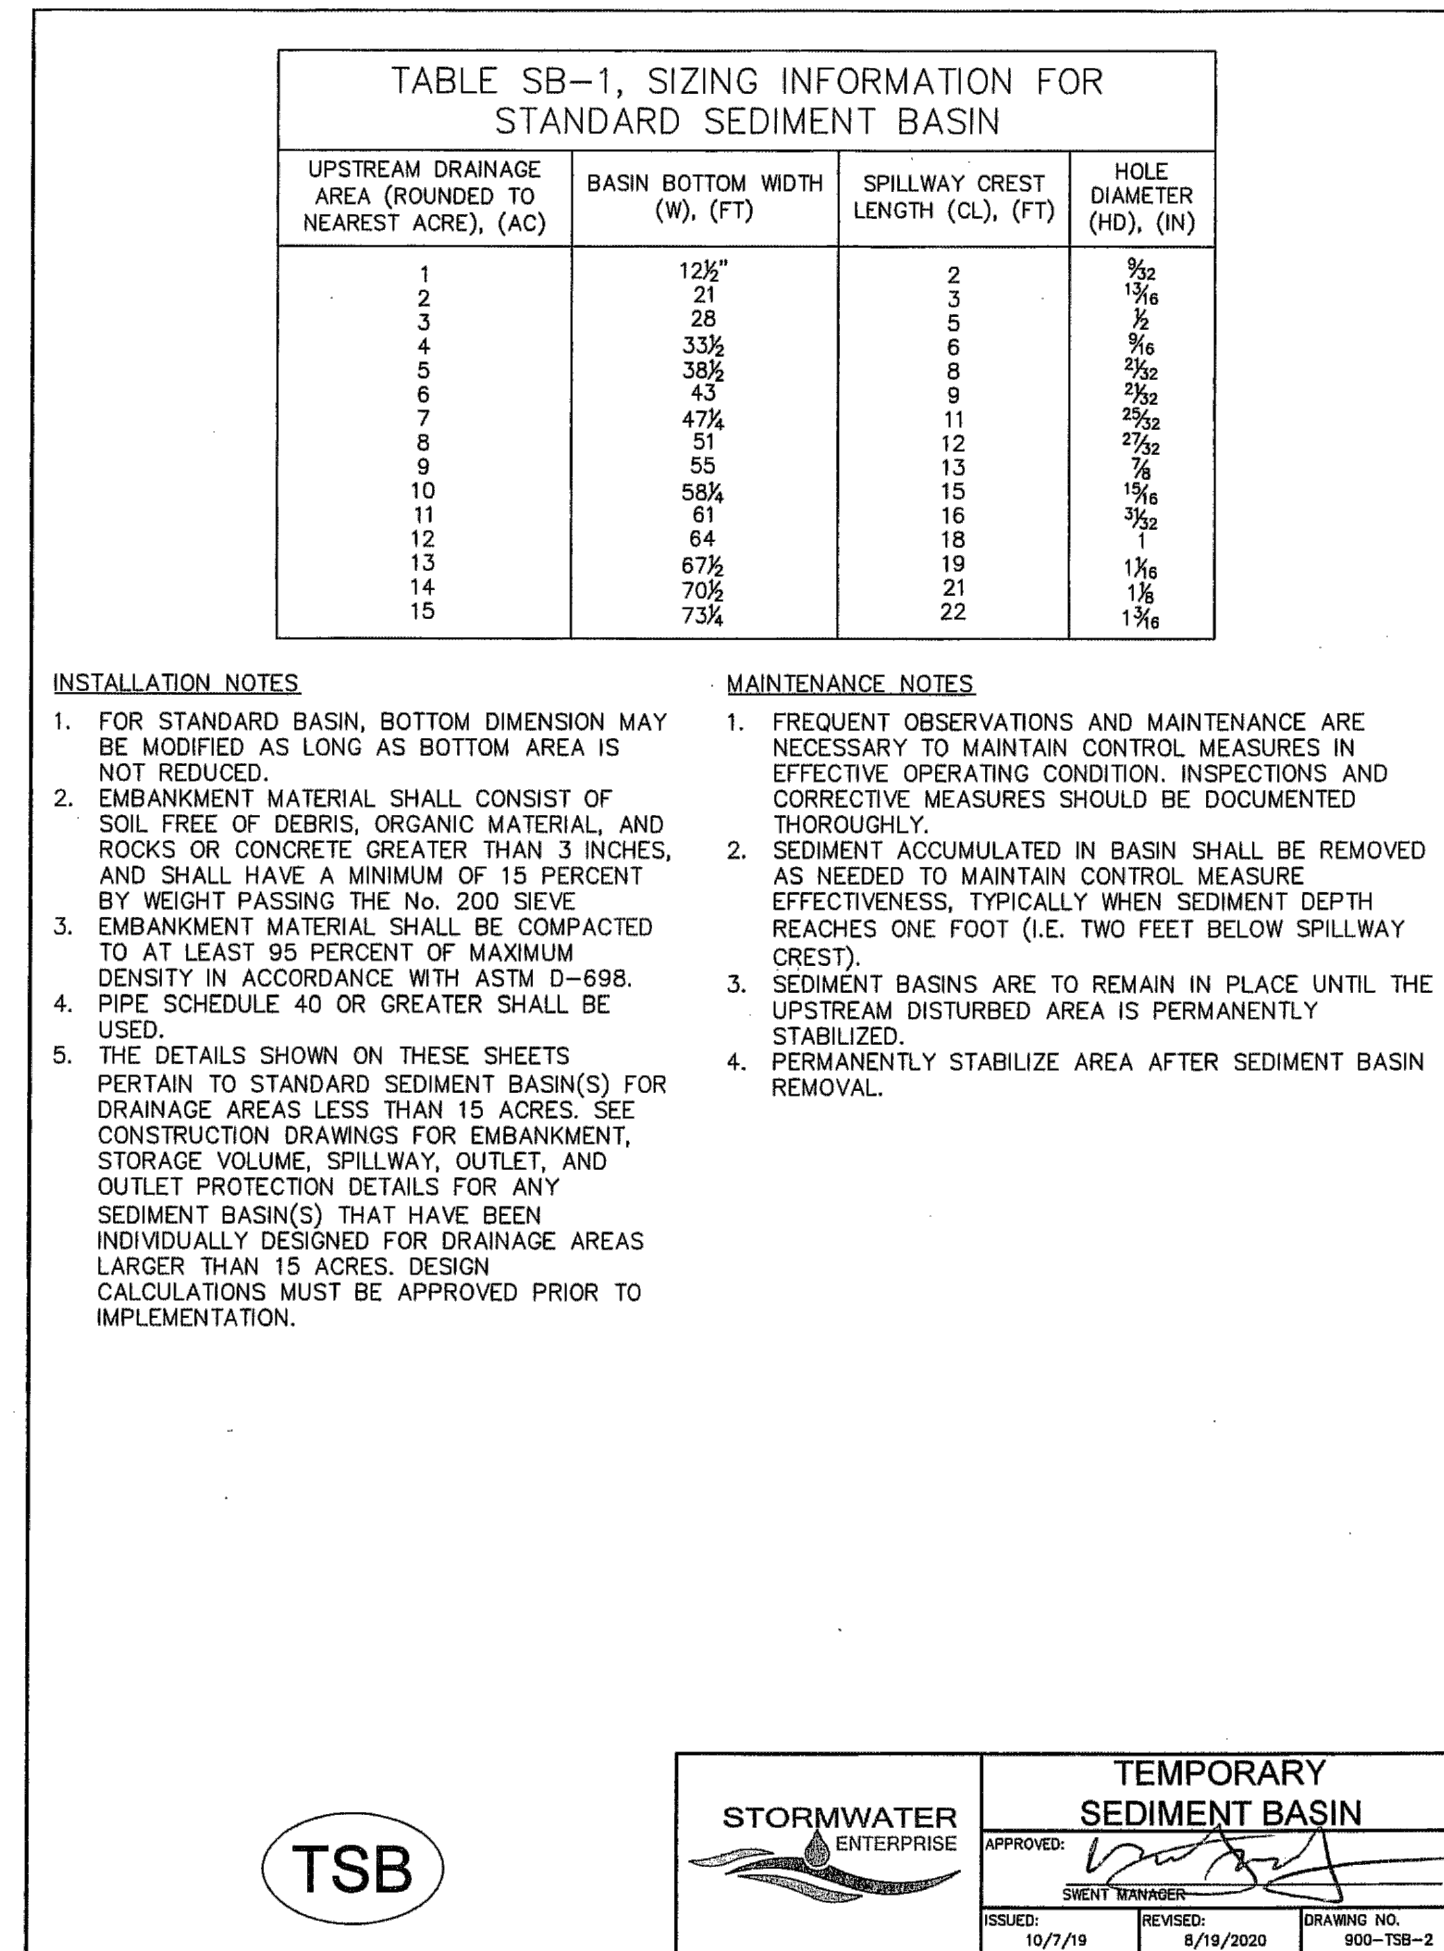 TABLE SB-1, SIZING INFORMATION FOR
STANDARD SEDIMENT BASIN
UPSTREAM DRAINAGE
AREA (ROUNDED TO
NEAREST ACRE), (AC)
BASIN BOTTOM WIDTH
(W), (FT)
SPILLWAY CREST
LENGTH (CL), (FT)
HOLE
DIAMETER
(HD), (IN)
1 12½" 2 9/32
2 21 3 13/16
3 28 5 ½
4 33½ 6 9/16
5 38½ 8 21/32
6 43 9 21/32
7 47¼ 11 25/32
8 51 12 27/32
9 55 13 7/8
10 58¼ 15 15/16
11 61 16 31/32
12 64 18 1
13 67½ 19 1 1/16
14 70½ 21 1 1/8
15 73¼ 22 1 3/16
INSTALLATION NOTES
1. FOR STANDARD BASIN, BOTTOM DIMENSION MAY
BE MODIFIED AS LONG AS BOTTOM AREA IS
NOT REDUCED.
2. EMBANKMENT MATERIAL SHALL CONSIST OF
SOIL FREE OF DEBRIS, ORGANIC MATERIAL, AND
ROCKS OR CONCRETE GREATER THAN 3 INCHES,
AND SHALL HAVE A MINIMUM OF 15 PERCENT
BY WEIGHT PASSING THE No. 200 SIEVE
3. EMBANKMENT MATERIAL SHALL BE COMPACTED
TO AT LEAST 95 PERCENT OF MAXIMUM
DENSITY IN ACCORDANCE WITH ASTM D-698.
4. PIPE SCHEDULE 40 OR GREATER SHALL BE
USED.
5. THE DETAILS SHOWN ON THESE SHEETS
PERTAIN TO STANDARD SEDIMENT BASIN(S) FOR
DRAINAGE AREAS LESS THAN 15 ACRES. SEE
CONSTRUCTION DRAWINGS FOR EMBANKMENT,
STORAGE VOLUME, SPILLWAY, OUTLET, AND
OUTLET PROTECTION DETAILS FOR ANY
SEDIMENT BASIN(S) THAT HAVE BEEN
INDIVIDUALLY DESIGNED FOR DRAINAGE AREAS
LARGER THAN 15 ACRES. DESIGN
CALCULATIONS MUST BE APPROVED PRIOR TO
IMPLEMENTATION.
MAINTENANCE NOTES
1. FREQUENT OBSERVATIONS AND MAINTENANCE ARE
NECESSARY TO MAINTAIN CONTROL MEASURES IN
EFFECTIVE OPERATING CONDITION. INSPECTIONS AND
CORRECTIVE MEASURES SHOULD BE DOCUMENTED
THOROUGHLY.
2. SEDIMENT ACCUMULATED IN BASIN SHALL BE REMOVED
AS NEEDED TO MAINTAIN CONTROL MEASURE
EFFECTIVENESS, TYPICALLY WHEN SEDIMENT DEPTH
REACHES ONE FOOT (I.E. TWO FEET BELOW SPILLWAY
CREST).
3. SEDIMENT BASINS ARE TO REMAIN IN PLACE UNTIL THE
UPSTREAM DISTURBED AREA IS PERMANENTLY
STABILIZED.
4. PERMANENTLY STABILIZE AREA AFTER SEDIMENT BASIN
REMOVAL.
TSB
STORMWATER
ENTERPRISE
TEMPORARY
SEDIMENT BASIN
APPROVED:
SWENT MANAGER
ISSUED:
10/7/19
REVISED:
8/19/2020
DRAWING NO.
900-TSB-2